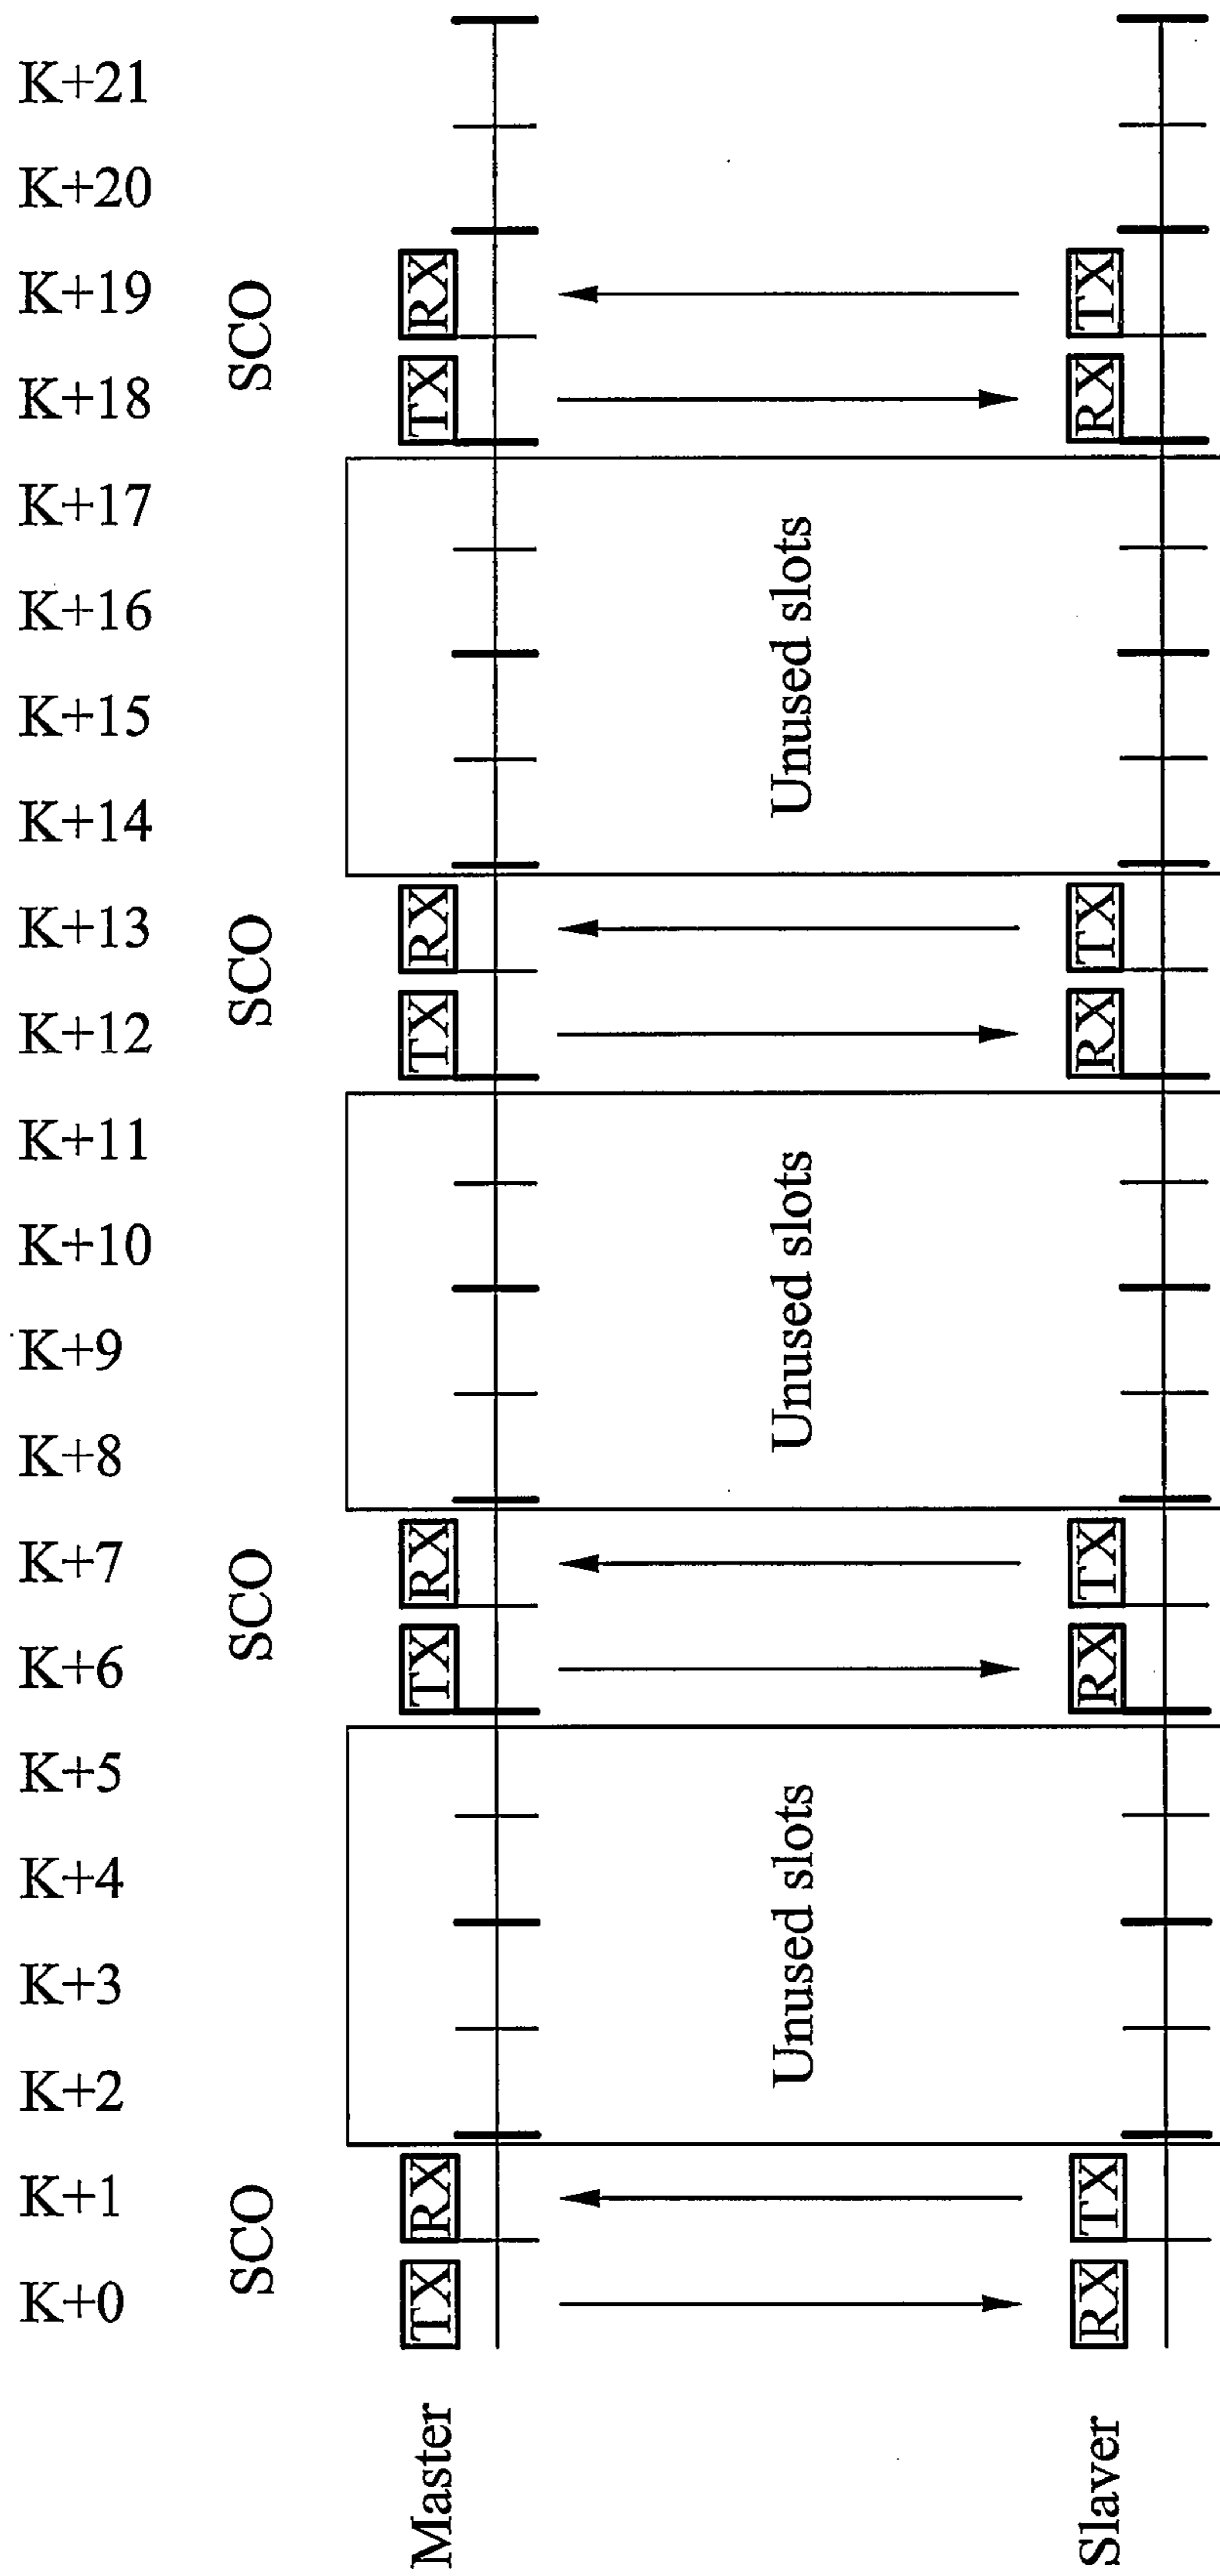 K+21
K+20
K+19
K+18
K+17
K+16
K+15
K+14
K+13
K+12
K+11
K+10
K+9
K+8
K+7
K+6
K+5
K+4
K+3
K+2
K+1
K+0
SCO
SCO
SCO
SCO
Master
TX
RX
TX
RX
TX
RX
TX
RX
Unused slots
Unused slots
Unused slots
Slaver
RX
TX
RX
TX
RX
TX
RX
TX